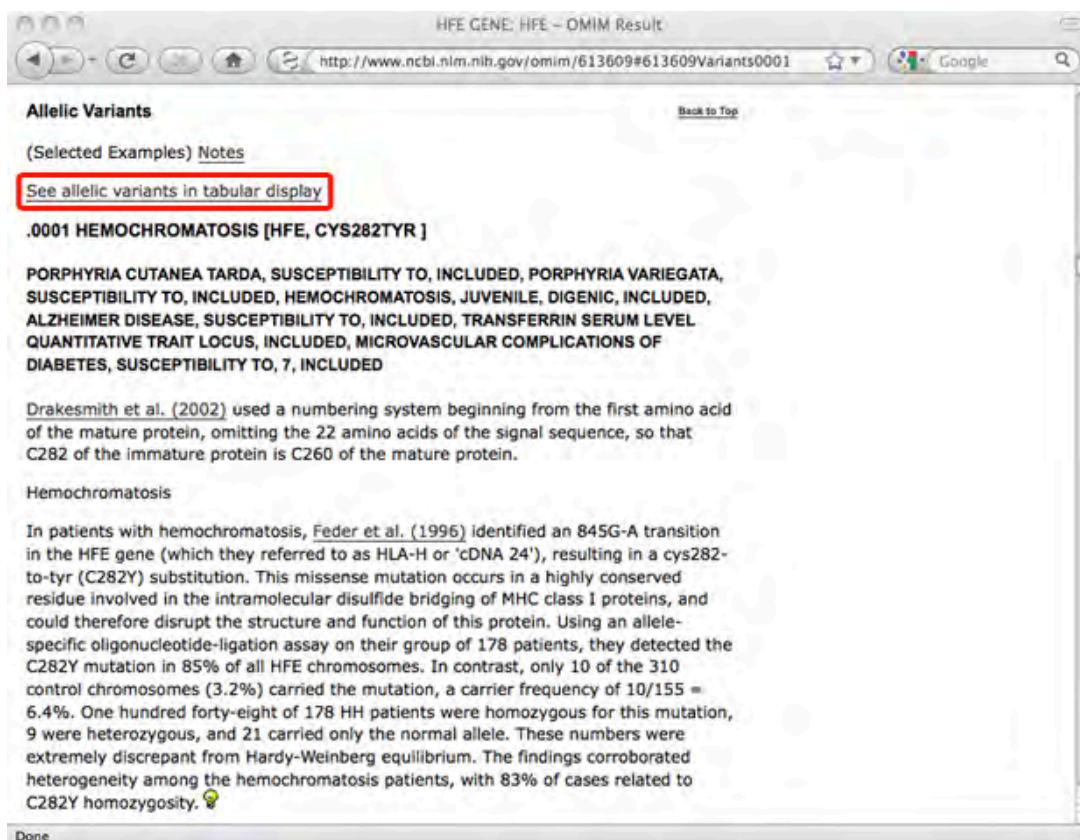 HFE GENE: HFE – OMIM Result
http://www.ncbi.nlm.nih.gov/omim/613609#613609Variants0001
Google
Allelic Variants
Back to Top
(Selected Examples) Notes
See allelic variants in tabular display
.0001 HEMOCHROMATOSIS [HFE, CYS282TYR ]
PORPHYRIA CUTANEA TARDA, SUSCEPTIBILITY TO, INCLUDED, PORPHYRIA VARIEGATA,
SUSCEPTIBILITY TO, INCLUDED, HEMOCHROMATOSIS, JUVENILE, DIGENIC, INCLUDED,
ALZHEIMER DISEASE, SUSCEPTIBILITY TO, INCLUDED, TRANSFERRIN SERUM LEVEL
QUANTITATIVE TRAIT LOCUS, INCLUDED, MICROVASCULAR COMPLICATIONS OF
DIABETES, SUSCEPTIBILITY TO, 7, INCLUDED
Drakesmith et al. (2002) used a numbering system beginning from the first amino acid
of the mature protein, omitting the 22 amino acids of the signal sequence, so that
C282 of the immature protein is C260 of the mature protein.
Hemochromatosis
In patients with hemochromatosis, Feder et al. (1996) identified an 845G-A transition
in the HFE gene (which they referred to as HLA-H or 'cDNA 24'), resulting in a cys282-
to-tyr (C282Y) substitution. This missense mutation occurs in a highly conserved
residue involved in the intramolecular disulfide bridging of MHC class I proteins, and
could therefore disrupt the structure and function of this protein. Using an allele-
specific oligonucleotide-ligation assay on their group of 178 patients, they detected the
C282Y mutation in 85% of all HFE chromosomes. In contrast, only 10 of the 310
control chromosomes (3.2%) carried the mutation, a carrier frequency of 10/155 =
6.4%. One hundred forty-eight of 178 HH patients were homozygous for this mutation,
9 were heterozygous, and 21 carried only the normal allele. These numbers were
extremely discrepant from Hardy-Weinberg equilibrium. The findings corroborated
heterogeneity among the hemochromatosis patients, with 83% of cases related to
C282Y homozygosity.
Done